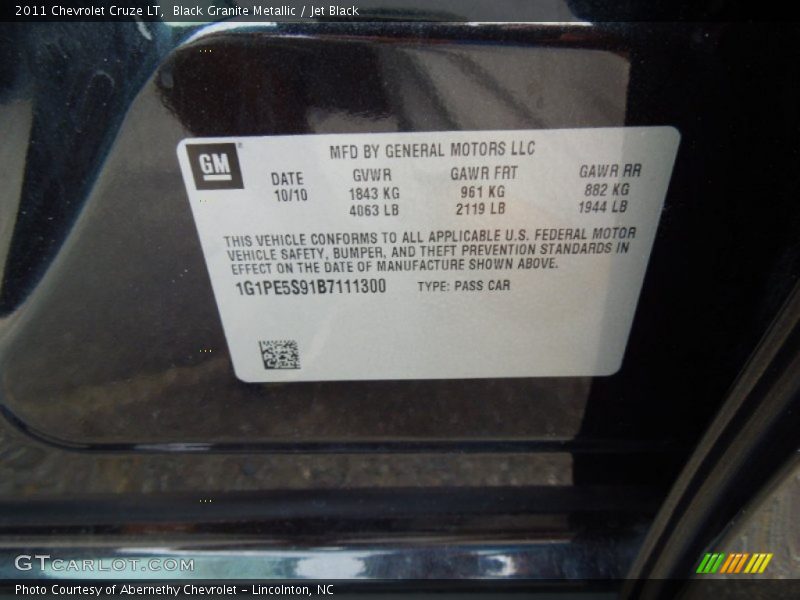 2011 Chevrolet Cruze LT, Black Granite Metallic / Jet Black
GM
MFD BY GENERAL MOTORS LLC
DATE GVWR GAWR FRT GAWR RR
10/10 1843 KG 961 KG 882 KG
4063 LB 2119 LB 1944 LB
THIS VEHICLE CONFORMS TO ALL APPLICABLE U.S. FEDERAL MOTOR
VEHICLE SAFETY, BUMPER, AND THEFT PREVENTION STANDARDS IN
EFFECT ON THE DATE OF MANUFACTURE SHOWN ABOVE.
1G1PE5S91B7111300 TYPE: PASS CAR
GTCARLOT.COM
Photo Courtesy of Abernethy Chevrolet - Lincolnton, NC